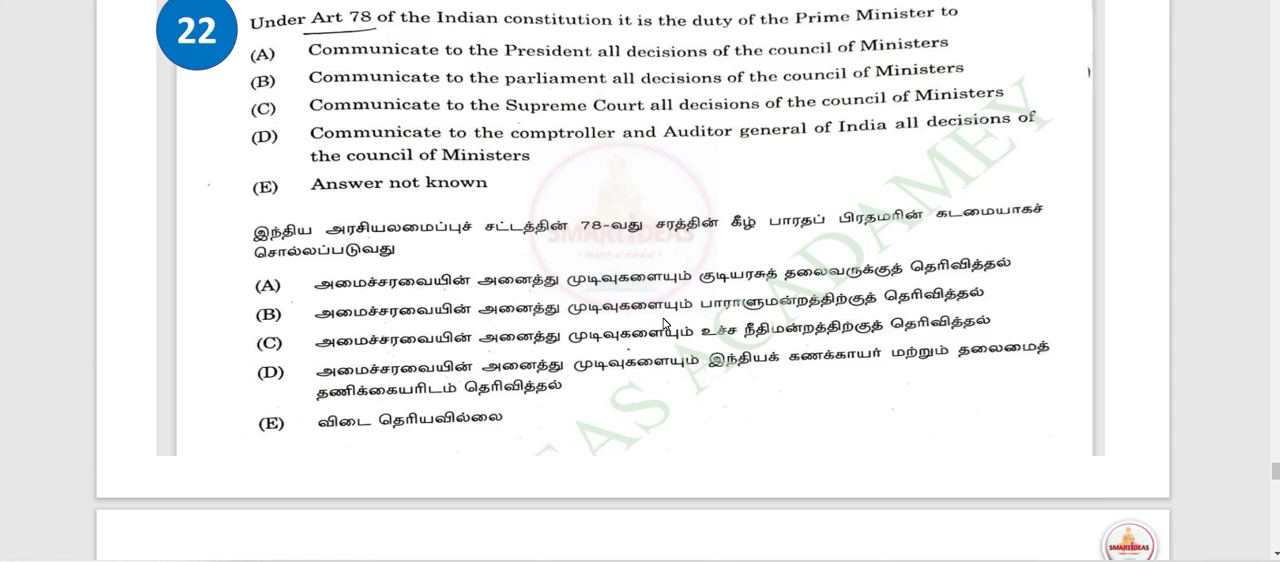 22
Under Art 78 of the Indian constitution it is the duty of the Prime Minister to
(A) Communicate to the President all decisions of the council of Ministers
(B) Communicate to the parliament all decisions of the council of Ministers
(C) Communicate to the Supreme Court all decisions of the council of Ministers
(D) Communicate to the comptroller and Auditor general of India all decisions of
the council of Ministers
(E) Answer not known
இந்திய அரசியலமைப்புச் சட்டத்தின் 78-வது சரத்தின் கீழ் பாரதப் பிரதமரின் கடமையாகச்
சொல்லப்படுவது
(A) அமைச்சரவையின் அனைத்து முடிவுகளையும் குடியரசுத் தலைவருக்குத் தெரிவித்தல்
(B) அமைச்சரவையின் அனைத்து முடிவுகளையும் பாராளுமன்றத்திற்குத் தெரிவித்தல்
(C) அமைச்சரவையின் அனைத்து முடிவுகளையும் உச்ச நீதிமன்றத்திற்குத் தெரிவித்தல்
(D) அமைச்சரவையின் அனைத்து முடிவுகளையும் இந்தியக் கணக்காயர் மற்றும் தலைமைத்
தணிக்கையரிடம் தெரிவித்தல்
(E) விடை தெரியவில்லை
SMART IDEAS
EAS ACADAMEY
SMART IDEAS